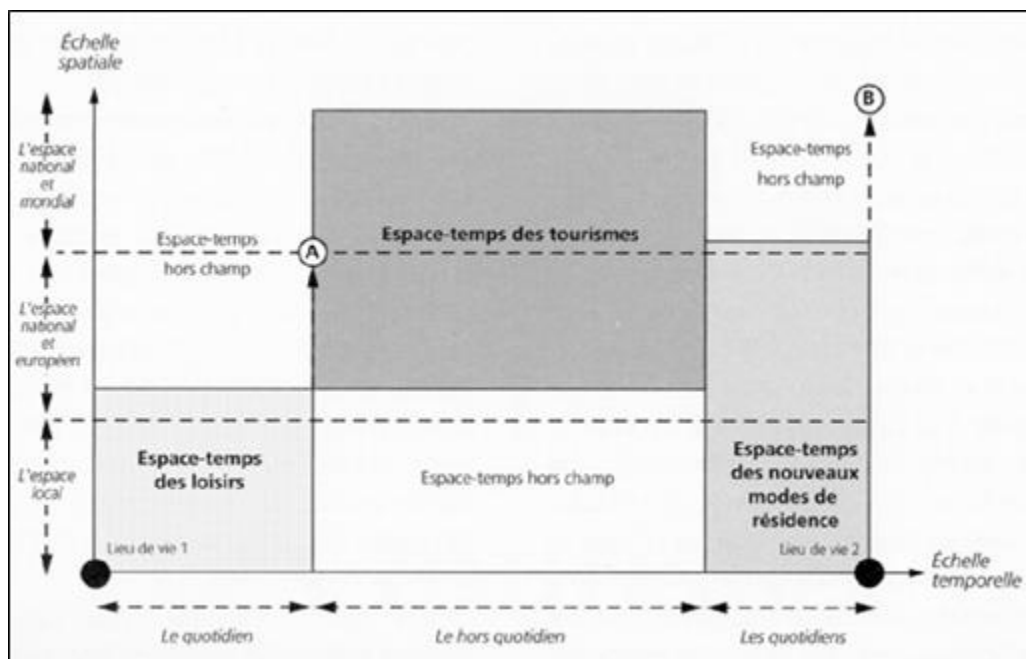 Échelle
spatiale
B
L'espace
national
et
mondial
Espace-temps
hors champ
Espace-temps des tourismes
Espace-temps
hors champ
A
L'espace
national
et
européen
L'espace
local
Espace-temps
des loisirs
Espace-temps hors champ
Espace-temps
des nouveaux
modes de
résidence
Lieu de vie 1
Lieu de vie 2
Échelle
temporelle
Le quotidien
Le hors quotidien
Les quotidiens